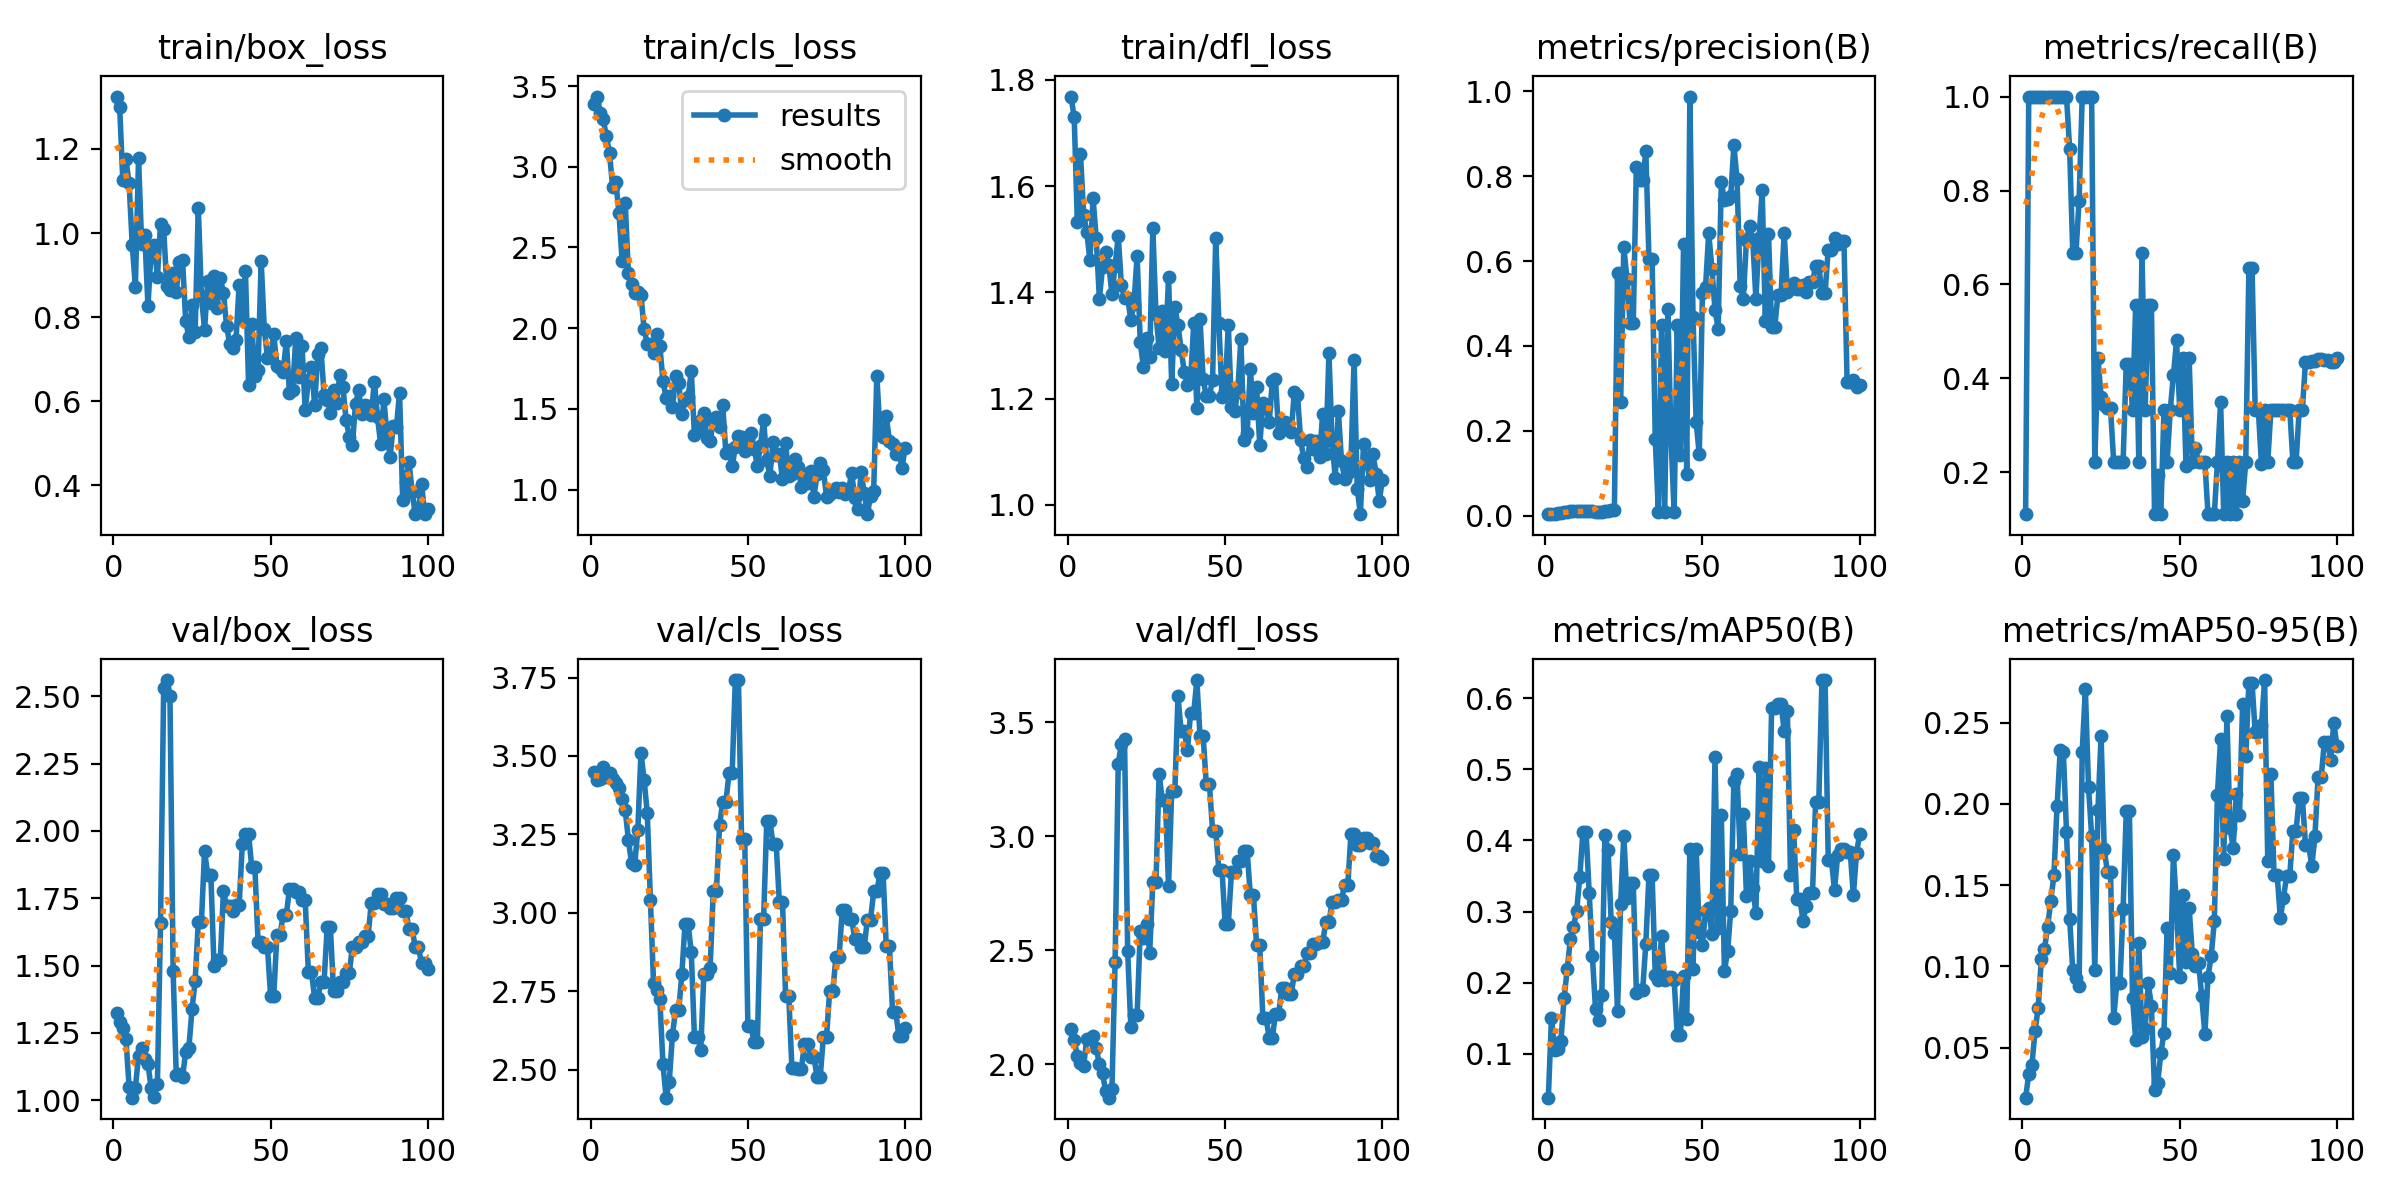 train/box_loss
1.2
1.0
0.8
0.6
0.4
0 50 100
train/cls_loss
results
smooth
3.5
3.0
2.5
2.0
1.5
1.0
0 50 100
train/dfl_loss
1.8
1.6
1.4
1.2
1.0
0 50 100
metrics/precision(B)
1.0
0.8
0.6
0.4
0.2
0.0
0 50 100
metrics/recall(B)
1.0
0.8
0.6
0.4
0.2
0 50 100
val/box_loss
2.50
2.25
2.00
1.75
1.50
1.25
1.00
0 50 100
val/cls_loss
3.75
3.50
3.25
3.00
2.75
2.50
0 50 100
val/dfl_loss
3.5
3.0
2.5
2.0
0 50 100
metrics/mAP50(B)
0.6
0.5
0.4
0.3
0.2
0.1
0 50 100
metrics/mAP50-95(B)
0.25
0.20
0.15
0.10
0.05
0 50 100